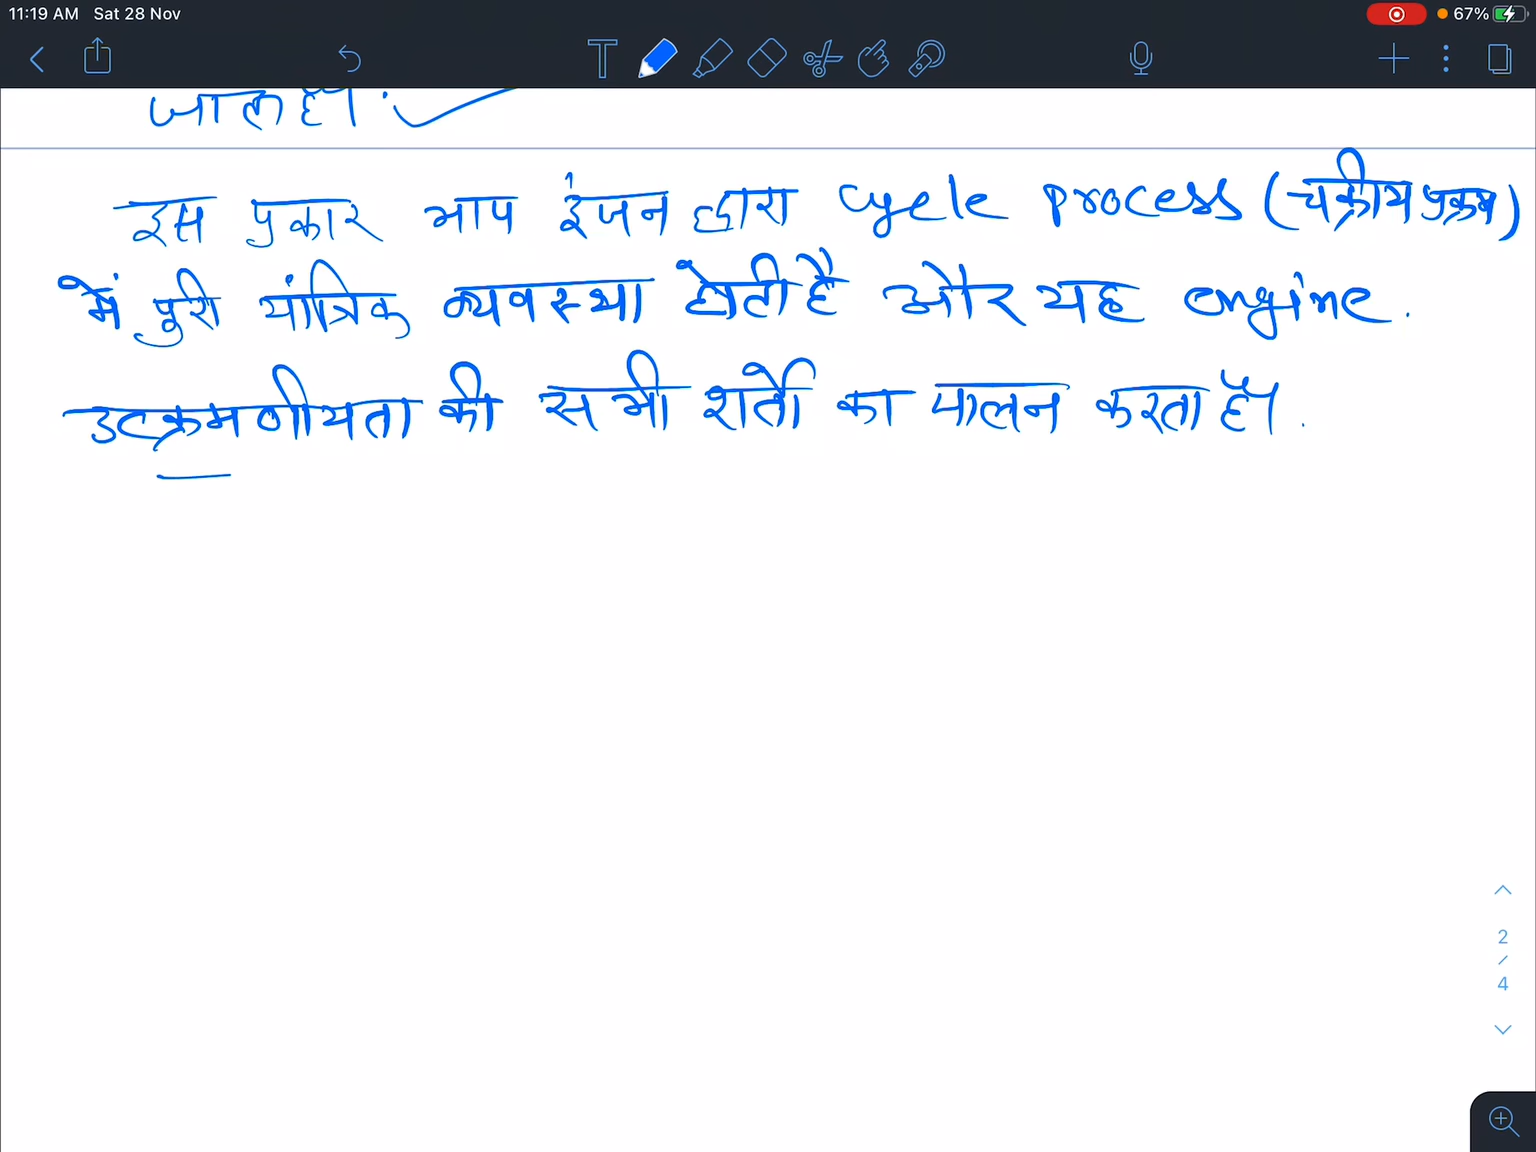 11:19 AM Sat 28 Nov
67%
T
जाता है।
इस प्रकार भाप इंजन द्वारा Cycle process (चक्रीय प्रक्रम)
में पुरी यांत्रिक व्यवस्था होती है और यह engine.
उत्क्रमणीयता की सभी शर्तो का पालन करता है।
2
/
4